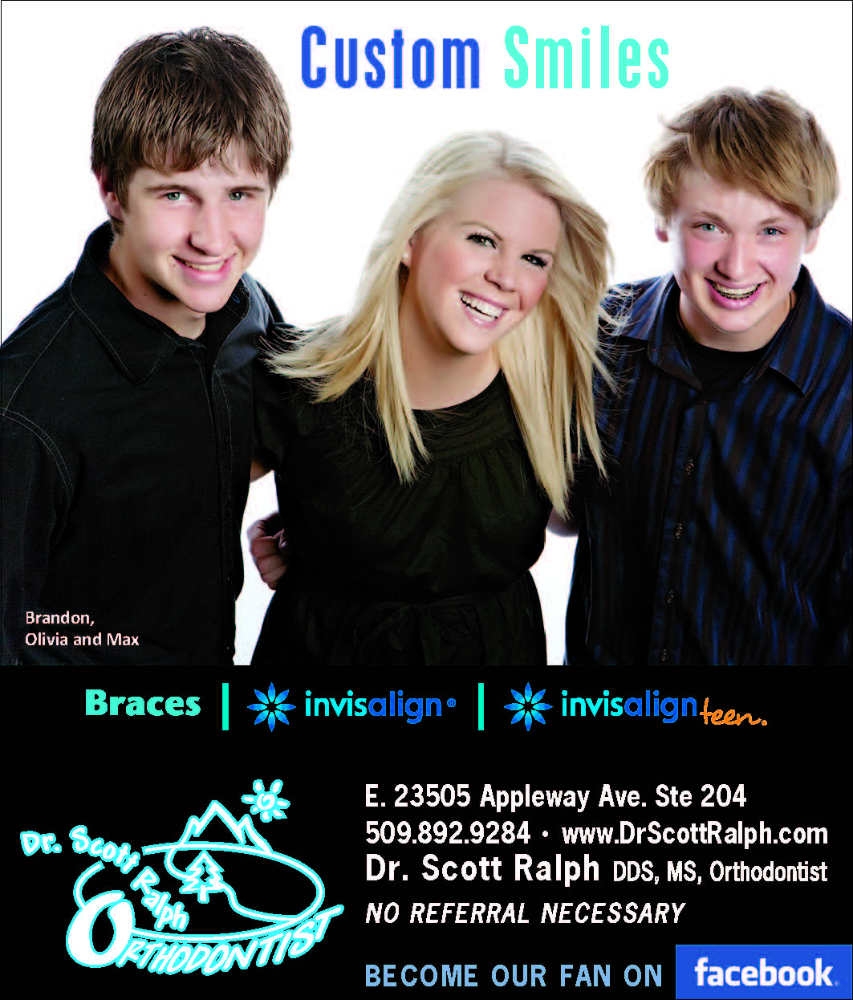 Custom Smiles
Brandon,
Olivia and Max
Braces | invisalign® | invisalign teen.
Dr. Scott Ralph
ORTHODONTIST
E. 23505 Appleway Ave. Ste 204
509.892.9284 • www.DrScottRalph.com
Dr. Scott Ralph DDS, MS, Orthodontist
NO REFERRAL NECESSARY
BECOME OUR FAN ON facebook.